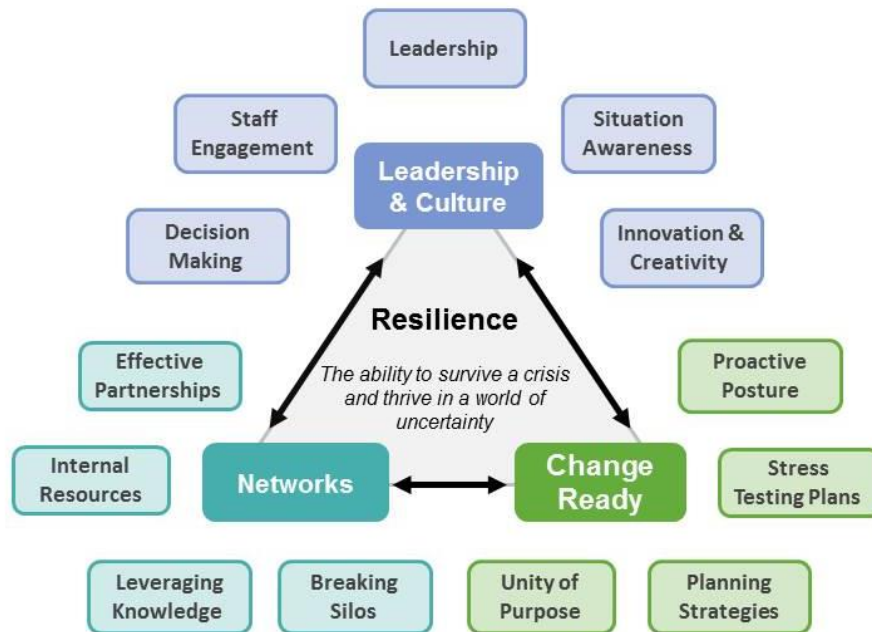 Leadership
Staff
Engagement
Situation
Awareness
Leadership
& Culture
Decision
Making
Innovation &
Creativity
Resilience
The ability to survive a crisis
and thrive in a world of
uncertainty
Effective
Partnerships
Proactive
Posture
Internal
Resources
Networks
Change
Ready
Stress
Testing Plans
Leveraging
Knowledge
Breaking
Silos
Unity of
Purpose
Planning
Strategies